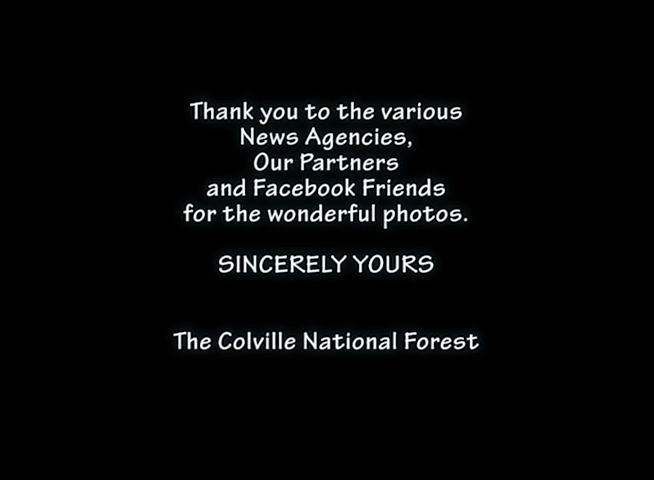 Thank you to the various
News Agencies,
Our Partners
and Facebook Friends
for the wonderful photos.
SINCERELY YOURS
The Colville National Forest